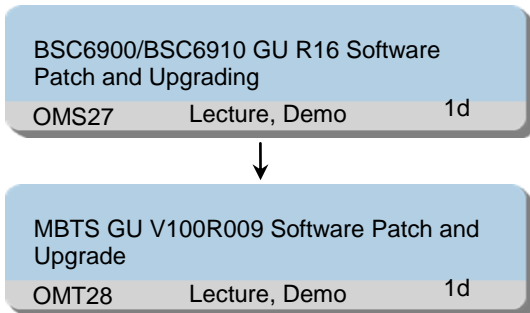 BSC6900/BSC6910 GU R16 Software
Patch and Upgrading
OMS27 Lecture, Demo 1d
MBTS GU V100R009 Software Patch and
Upgrade
OMT28 Lecture, Demo 1d